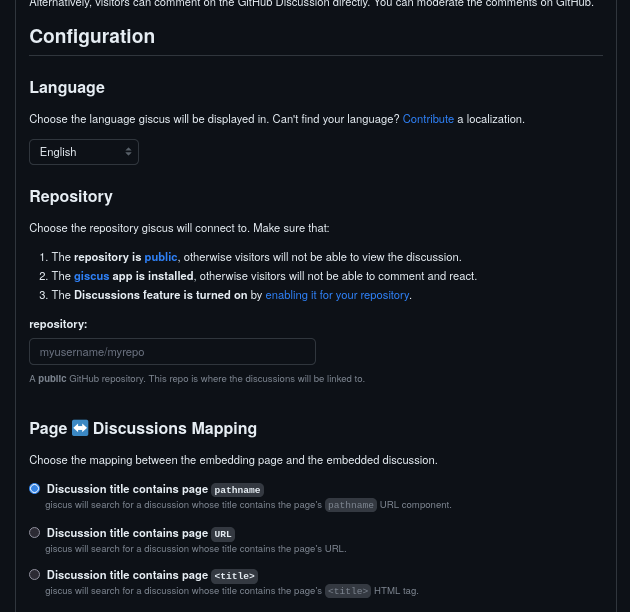 Alternatively, visitors can comment on the GitHub Discussion directly. You can moderate the comments on GitHub.
Configuration
Language
Choose the language giscus will be displayed in. Can't find your language? Contribute a localization.
English
Repository
Choose the repository giscus will connect to. Make sure that:
1. The repository is public, otherwise visitors will not be able to view the discussion.
2. The giscus app is installed, otherwise visitors will not be able to comment and react.
3. The Discussions feature is turned on by enabling it for your repository.
repository:
myusername/myrepo
A public GitHub repository. This repo is where the discussions will be linked to.
Page ↔️ Discussions Mapping
Choose the mapping between the embedding page and the embedded discussion.
Discussion title contains page pathname
giscus will search for a discussion whose title contains the page's pathname URL component.
Discussion title contains page URL
giscus will search for a discussion whose title contains the page's URL.
Discussion title contains page <title>
giscus will search for a discussion whose title contains the page's <title> HTML tag.